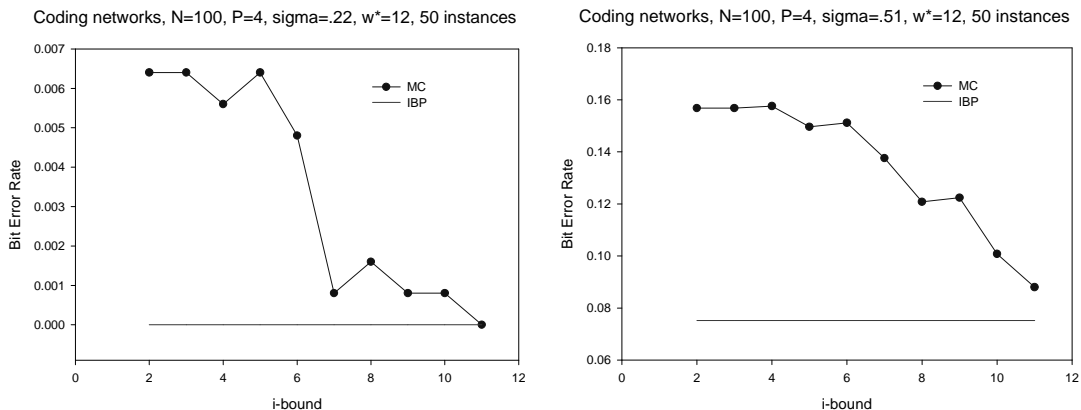 Coding networks, N=100, P=4, sigma=.22, w*=12, 50 instances
0.007
0.006
0.005
0.004
0.003
0.002
0.001
0.000
Bit Error Rate
MC
IBP
0 2 4 6 8 10 12
i-bound
Coding networks, N=100, P=4, sigma=.51, w*=12, 50 instances
0.18
0.16
0.14
0.12
0.10
0.08
0.06
Bit Error Rate
MC
IBP
0 2 4 6 8 10 12
i-bound